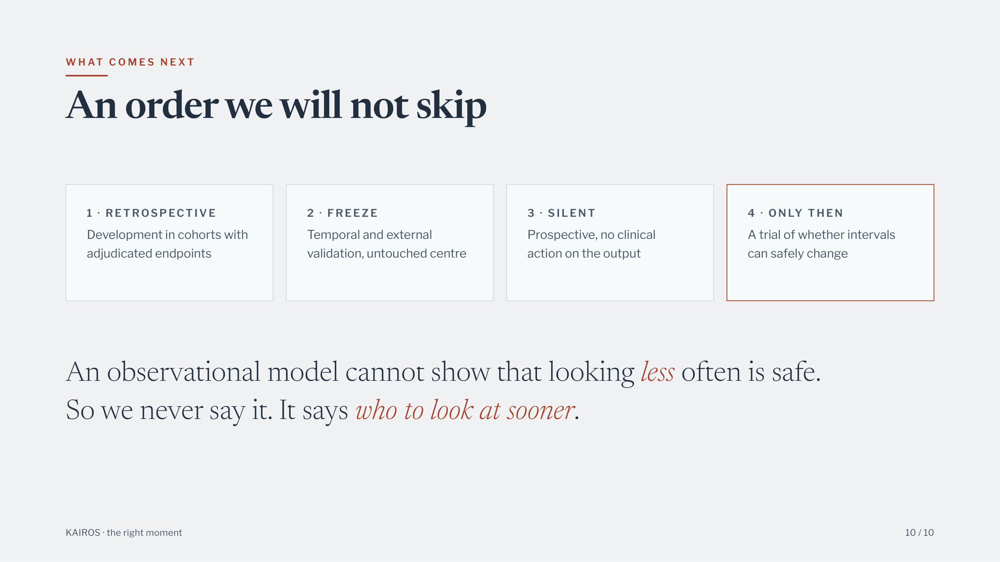 WHAT COMES NEXT
An order we will not skip
1 · RETROSPECTIVE
Development in cohorts with
adjudicated endpoints
2 · FREEZE
Temporal and external
validation, untouched centre
3 · SILENT
Prospective, no clinical
action on the output
4 · ONLY THEN
A trial of whether intervals
can safely change
An observational model cannot show that looking less often is safe.
So we never say it. It says who to look at sooner.
KAIROS · the right moment
10 / 10